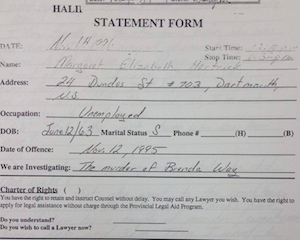 HALI
STATEMENT FORM
DATE: Start Time:
Stop Time:
Name: Margaret Elizabeth
Address: 24 Dundas St #703, Dartmouth,
N.S.
Occupation: Unemployed
DOB: June 12/63 Marital Status S Phone # (H) (B)
Date of Offence: Nov. 12, 1995
We are Investigating: The murder of Brenda Way
Charter of Rights ( )
You have the right to retain and instruct Counsel without delay. You may call any Lawyer you wish. You have the right to
apply for legal assistance without charge through the Provincial Legal Aid Program.
Do you understand?
Do you wish to call a Lawyer now?